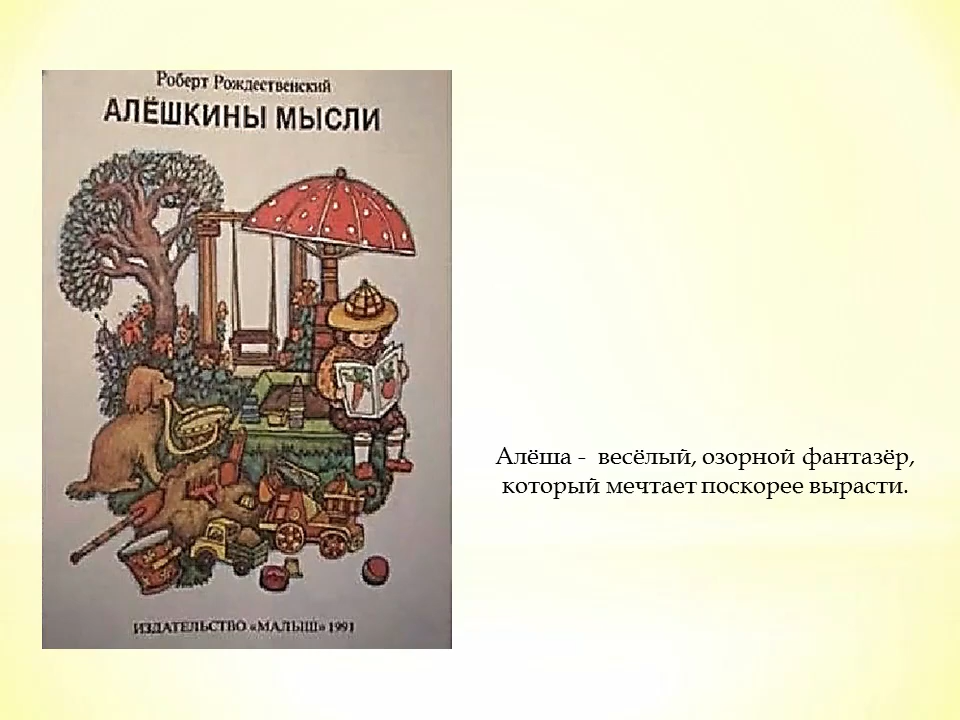 Роберт Рождественский
АЛЁШКИНЫ МЫСЛИ
ИЗДАТЕЛЬСТВО «МАЛЫШ» 1991
Алёша - весёлый, озорной фантазёр,
который мечтает поскорее вырасти.